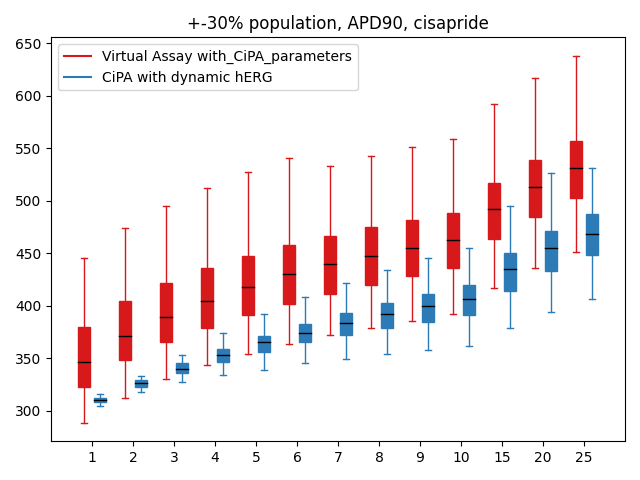 +-30% population, APD90, cisapride
Virtual Assay with_CiPA_parameters
CiPA with dynamic hERG
650
600
550
500
450
400
350
300
1 2 3 4 5 6 7 8 9 10 15 20 25